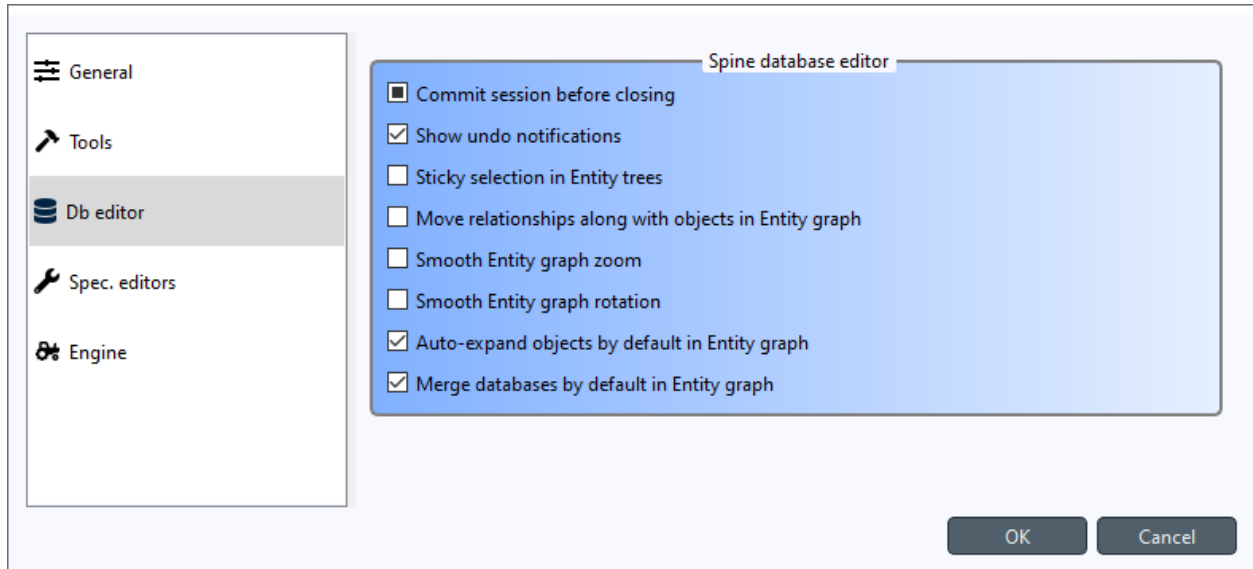 General
Tools
Db editor
Spec. editors
Engine
Spine database editor
Commit session before closing
Show undo notifications
Sticky selection in Entity trees
Move relationships along with objects in Entity graph
Smooth Entity graph zoom
Smooth Entity graph rotation
Auto-expand objects by default in Entity graph
Merge databases by default in Entity graph
OK
Cancel